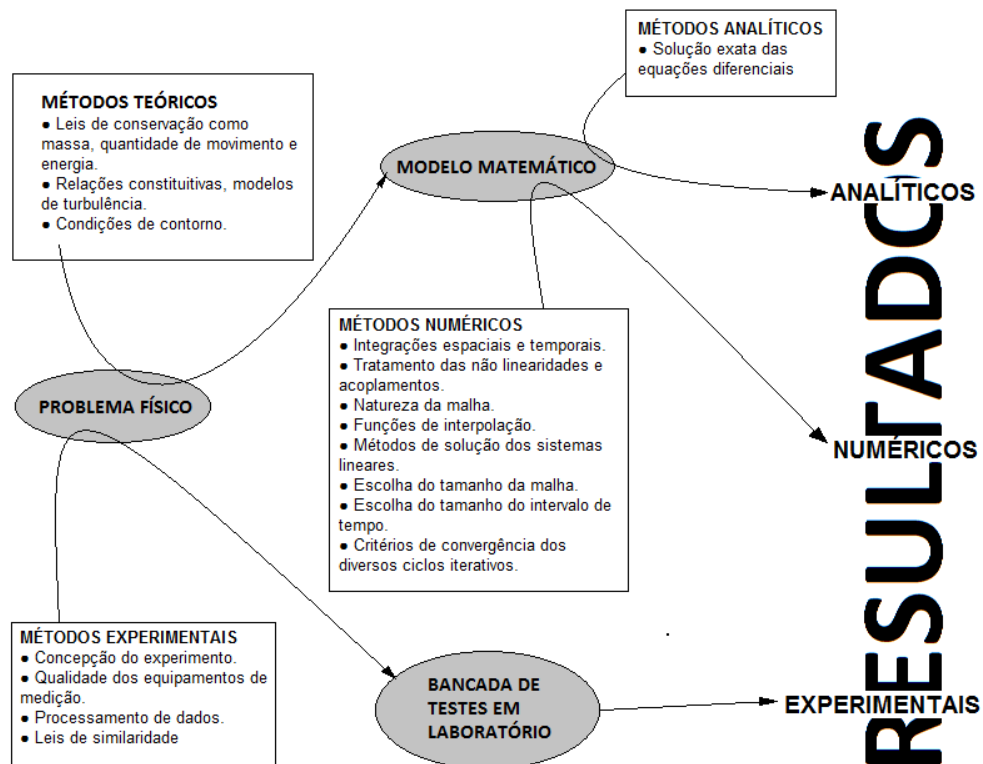 MÉTODOS ANALÍTICOS
● Solução exata das
equações diferenciais
MÉTODOS TEÓRICOS
● Leis de conservação como
massa, quantidade de movimento e
energia.
● Relações constituitivas, modelos
de turbulência.
● Condições de contorno.
MODELO MATEMÁTICO
ANALÍTICOS
MÉTODOS NUMÉRICOS
● Integrações espaciais e temporais.
● Tratamento das não linearidades e
acoplamentos.
● Natureza da malha.
● Funções de interpolação.
● Métodos de solução dos sistemas
lineares.
● Escolha do tamanho da malha.
● Escolha do tamanho do intervalo de
tempo.
● Critérios de convergência dos
diversos ciclos iterativos.
PROBLEMA FÍSICO
NUMÉRICOS
MÉTODOS EXPERIMENTAIS
● Concepção do experimento.
● Qualidade dos equipamentos de
medição.
● Processamento de dados.
● Leis de similaridade
BANCADA DE
TESTES EM
LABORATÓRIO
EXPERIMENTAIS
RESULTADOS